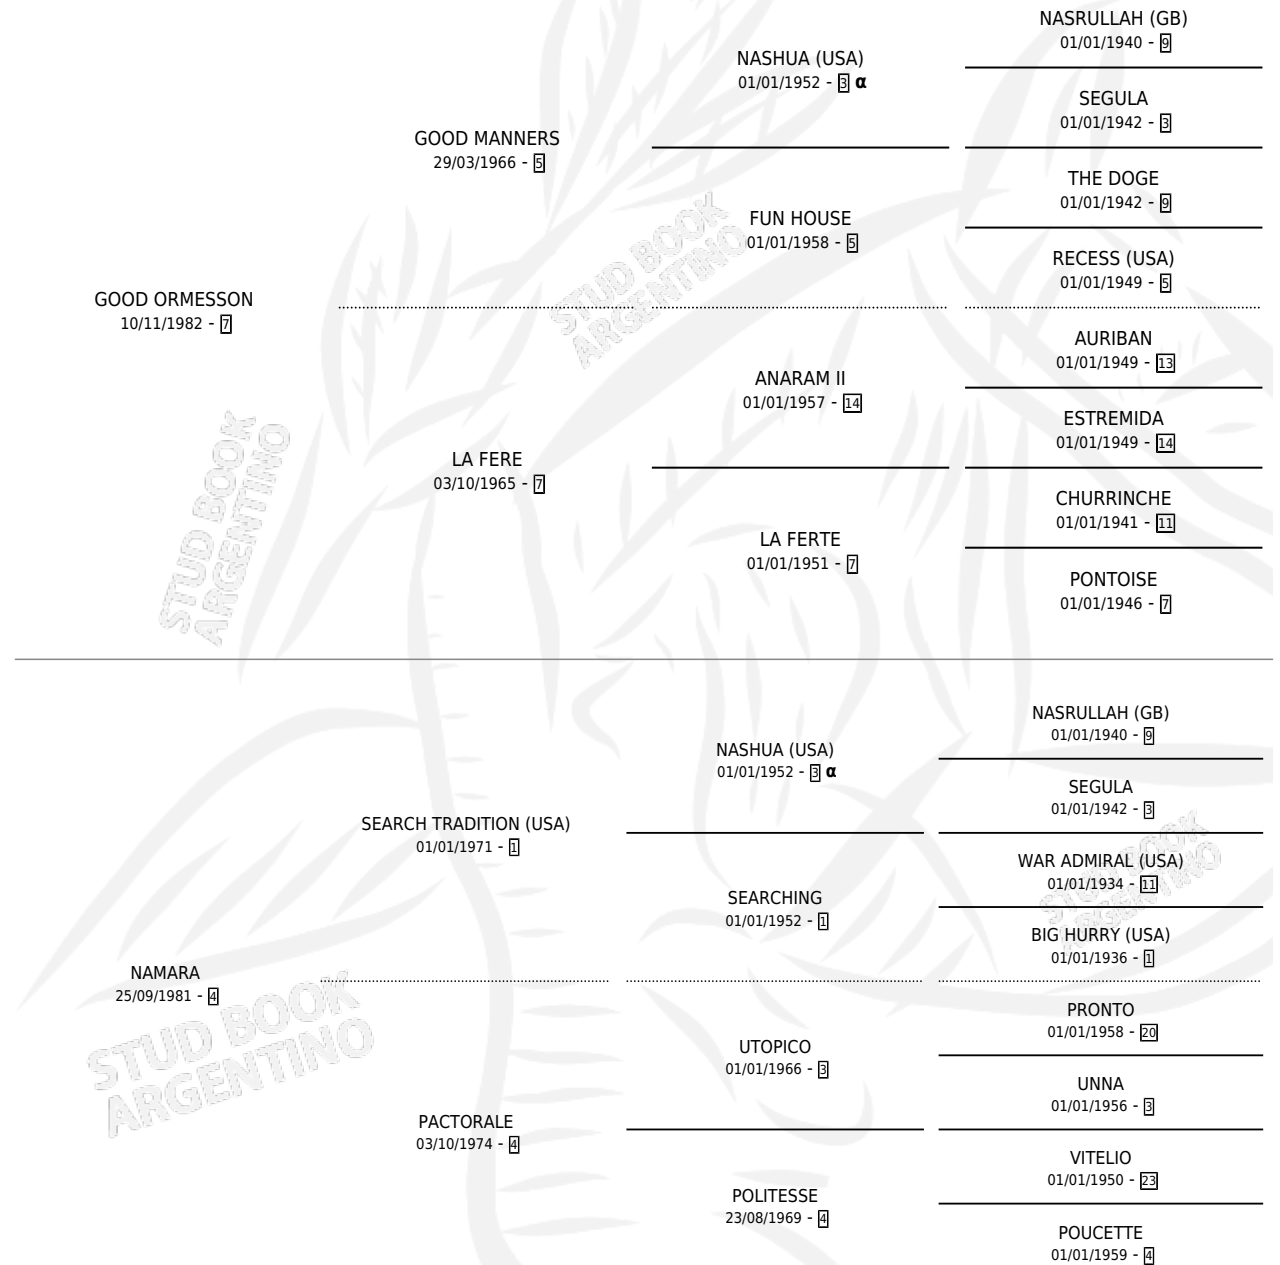 NASRULLAH (GB)
01/01/1940 - 9
NASHUA (USA)
01/01/1952 - 3 α
SEGULA
01/01/1942 - 3
GOOD MANNERS
29/03/1966 - 5
THE DOGE
01/01/1942 - 9
FUN HOUSE
01/01/1958 - 5
RECESS (USA)
01/01/1949 - 5
GOOD ORMESSON
10/11/1982 - 7
AURIBAN
01/01/1949 - 13
ANARAM II
01/01/1957 - 14
ESTREMIDA
01/01/1949 - 14
LA FERE
03/10/1965 - 7
CHURRINCHE
01/01/1941 - 11
LA FERTE
01/01/1951 - 7
PONTOISE
01/01/1946 - 7
NASRULLAH (GB)
01/01/1940 - 9
NASHUA (USA)
01/01/1952 - 3 α
SEGULA
01/01/1942 - 3
SEARCH TRADITION (USA)
01/01/1971 - 1
WAR ADMIRAL (USA)
01/01/1934 - 11
SEARCHING
01/01/1952 - 1
BIG HURRY (USA)
01/01/1936 - 1
NAMARA
25/09/1981 - 4
PRONTO
01/01/1958 - 20
UTOPICO
01/01/1966 - 3
UNNA
01/01/1956 - 3
PACTORALE
03/10/1974 - 4
VITELIO
01/01/1950 - 23
POLITESSE
23/08/1969 - 4
POUCETTE
01/01/1959 - 4
STUD BOOK
ARGENTINO
STUD BOOK
ARGENTINO
STUD BOOK
ARGENTINO
STUD BOOK
ARGENTINO